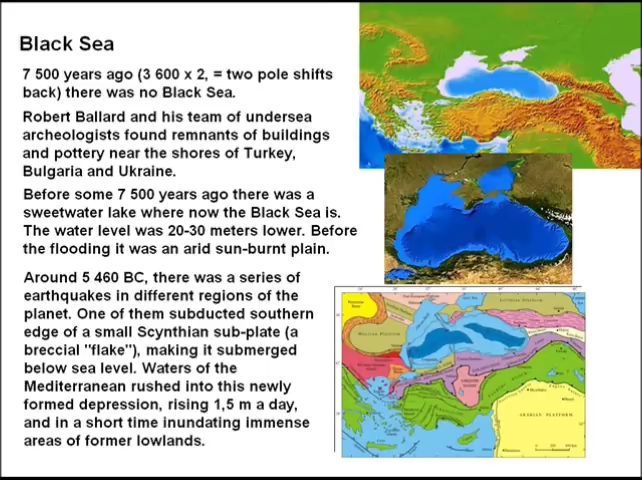 Black Sea
7 500 years ago (3 600 x 2, = two pole shifts
back) there was no Black Sea.
Robert Ballard and his team of undersea
archeologists found remnants of buildings
and pottery near the shores of Turkey,
Bulgaria and Ukraine.
Before some 7 500 years ago there was a
sweetwater lake where now the Black Sea is.
The water level was 20-30 meters lower. Before
the flooding it was an arid sun-burnt plain.
Around 5 460 BC, there was a series of
earthquakes in different regions of the
planet. One of them subducted southern
edge of a small Scynthian sub-plate (a
breccial "flake"), making it submerged
below sea level. Waters of the
Mediterranean rushed into this newly
formed depression, rising 1,5 m a day,
and in a short time inundating immense
areas of former lowlands.
ARABIAN PLATFORM